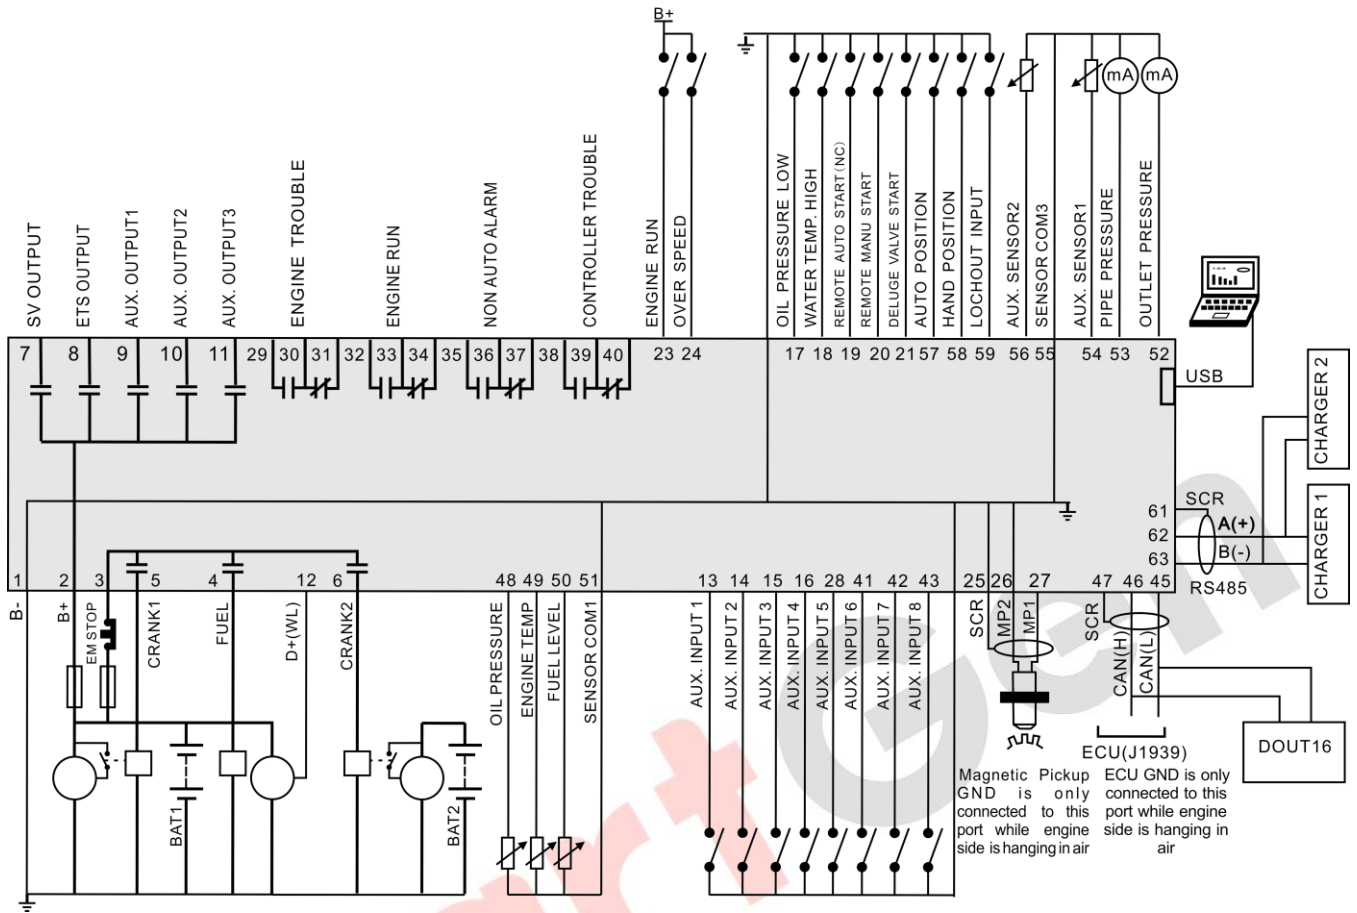 B+
SV OUTPUT
ETS OUTPUT
AUX. OUTPUT1
AUX. OUTPUT2
AUX. OUTPUT3
ENGINE TROUBLE
ENGINE RUN
NON AUTO ALARM
CONTROLLER TROUBLE
ENGINE RUN
OVER SPEED
OIL PRESSURE LOW
WATER TEMP. HIGH
REMOTE AUTO START(NC)
REMOTE MANU START
DELUGE VALVE START
AUTO POSITION
HAND POSITION
LOCHOUT INPUT
AUX. SENSOR2
SENSOR COM3
AUX. SENSOR1
PIPE PRESSURE
OUTLET PRESSURE
mA
mA
7 8 9 10 11 29 30 31 32 33 34 35 36 37 38 39 40 23 24 17 18 19 20 21 57 58 59 56 55 54 53 52
USB
CHARGER 2
CHARGER 1
61
SCR
62
A(+)
63
B(-)
RS485
1 2 3 5 4 12 6 48 49 50 51 13 14 15 16 28 41 42 43 25 26 27 47 46 45
B-
B+
EM STOP
CRANK1
FUEL
D+(WL)
CRANK2
OIL PRESSURE
ENGINE TEMP
FUEL LEVEL
SENSOR COM1
AUX. INPUT 1
AUX. INPUT 2
AUX. INPUT 3
AUX. INPUT 4
AUX. INPUT 5
AUX. INPUT 6
AUX. INPUT 7
AUX. INPUT 8
SCR
MP2
MP1
SCR
CAN(H)
CAN(L)
BAT1
BAT2
ECU(J1939)
DOUT16
Magnetic Pickup
GND is only
connected to this
port while engine
side is hanging in air
ECU GND is only
connected to this
port while engine
side is hanging in
air
artGen